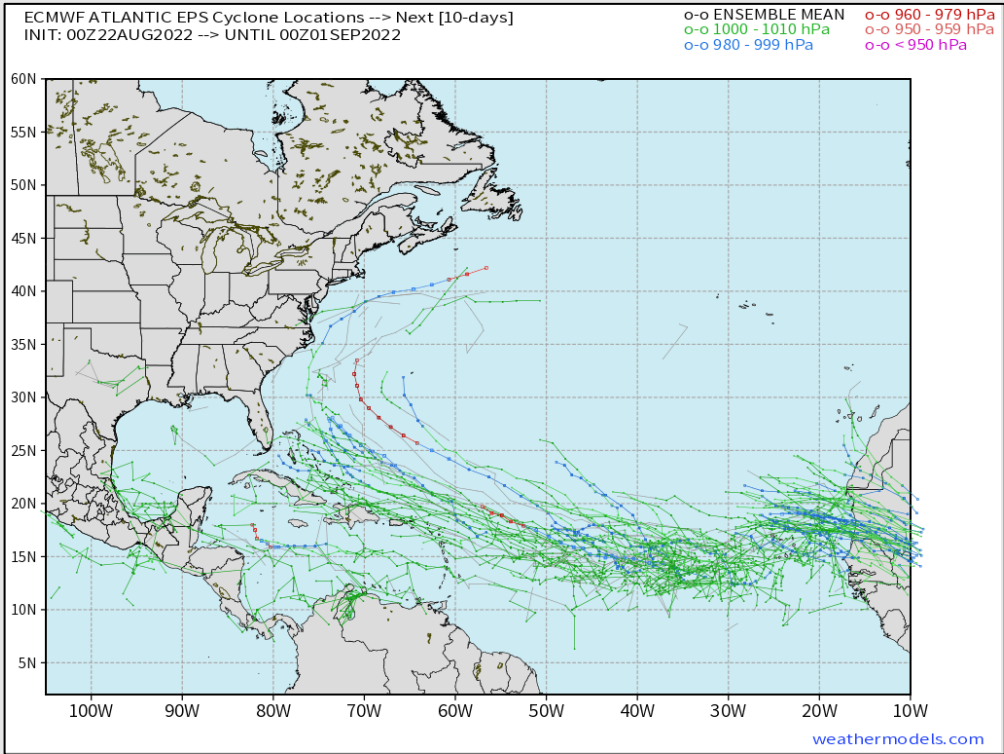 ECMWF ATLANTIC EPS Cyclone Locations --> Next [10-days]
INIT: 00Z22AUG2022 --> UNTIL 00Z01SEP2022
o-o ENSEMBLE MEAN
o-o 1000 - 1010 hPa
o-o 980 - 999 hPa
o-o 960 - 979 hPa
o-o 950 - 959 hPa
o-o < 950 hPa
60N
55N
50N
45N
40N
35N
30N
25N
20N
15N
10N
5N
100W 90W 80W 70W 60W 50W 40W 30W 20W 10W
weathermodels.com